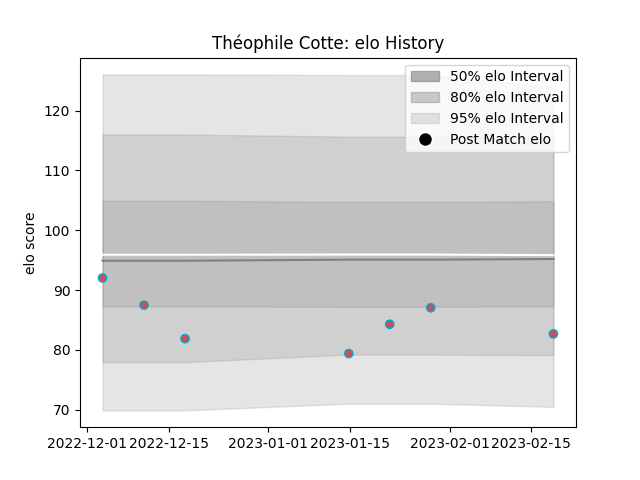 Théophile Cotte: elo History
50% elo Interval
80% elo Interval
95% elo Interval
Post Match elo
elo score
120
110
100
90
80
70
2022-12-01 2022-12-15 2023-01-01 2023-01-15 2023-02-01 2023-02-15